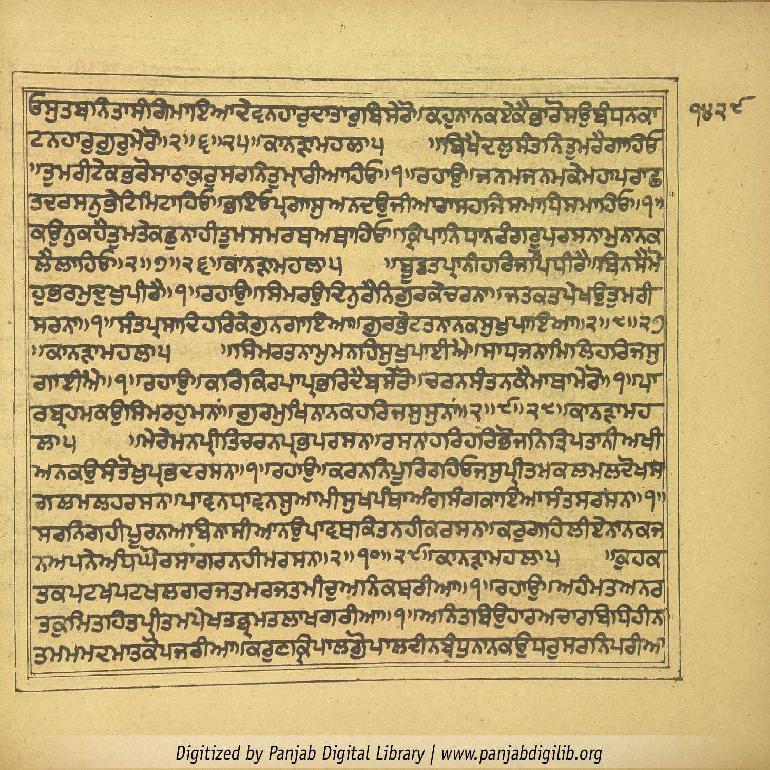 ੧੪੨੯
ਓਸੁਤਬਨਿਤਾਸੀਗੈਮਾਇਆਦੇਵਨਹਾਰੁਦਾਤਾਰੁਬਿਸੇਰੋ॥ਕਹੁਨਾਨਕਏਕੈਭਾਰੋਸਉਬੰਧਨਕਾ
ਟਨਹਾਰੁਗੁਰੁਮੇਰੋ॥੨॥੬॥੨੫॥ਕਾਨੜਾਮਹਲਾ੫ ॥ਬਿਖੈਦਲੁਸੰਤਨਿਤੁਮਰੈਗਾਹਿਓ
॥ਤੁਮਰੀਟੇਕਭਰੋਸਾਠਾਕੁਰਸਰਨਿਤੁਮ੍ਹਾਰੀਆਹਿਓ॥੧॥ਰਹਾਉ॥ਜਨਮਜਨਮਕੇਮਹਾਪਰਾਛ
ਤਦਰਸਨੁਭੇਟਿਮਿਟਾਹਿਓ॥ਭਇਓਪ੍ਰਗਾਸੁਅਨਦਉਜੀਆਰਾਸਹਜਿਸਮਾਧਿਸਮਾਹਿਓ॥੧॥
ਕਉਨੁਕਹੈਤੁਮਤੇਕਛੁਨਾਹੀਤੁਮਸਮਰਥਅਥਾਹਿਓ॥ਕ੍ਰਿਪਾਨਿਧਾਨਰੰਗਰੂਪਰਸਨਾਮੁਨਾਨਕ
ਲੈਲਾਹਿਓ॥੨॥੭॥੨੬॥ਕਾਨੜਾਮਹਲਾ੫ ॥ਬੂਡਤਪ੍ਰਾਨੀਹਰਿਜਪਿਧੀਰੈ॥ਬਿਨਸੈਮੋ
ਹੁਭਰਮੁਦੁਖੁਪੀਰੈ॥੧॥ਰਹਾਉ॥ਸਿਮਰਉਦਿਨੁਰੈਨਿਗੁਰਕੇਚਰਨਾ॥ਜਤਕਤਪੇਖਉਤੁਮਰੀ
ਸਰਨਾ॥੧॥ਸੰਤਪ੍ਰਸਾਦਿਹਰਿਕੇਗੁਨਗਾਇਆ॥ਗੁਰਭੇਟਤਨਾਨਕਸੁਖੁਪਾਇਆ॥੨॥੮॥੨੭
॥ਕਾਨੜਾਮਹਲਾ੫ ॥ਸਿਮਰਤਨਾਮੁਮਨਹਿਸੁਖੁਪਾਈਐ॥ਸਾਧਜਨਾਮਿਲਿਹਰਿਜਸੁ
ਗਾਈਐ॥੧॥ਰਹਾਉ॥ਕਰਿਕਿਰਪਾਪ੍ਰਭਰਿਦੈਬਸੇਰੋ॥ਚਰਨਸੰਤਨਕੈਮਾਥਾਮੇਰੋ॥੧॥ਪਾ
ਰਬ੍ਰਹਮਕਉਸਿਮਰਹੁਮਨਾਂ॥ਗੁਰਮੁਖਿਨਾਨਕਹਰਿਜਸੁਸੁਨਾਂ॥੨॥੯॥੨੮॥ਕਾਨੜਾਮਹ
ਲਾ੫ ॥ਮੇਰੇਮਨਪ੍ਰੀਤਿਚਰਨਪ੍ਰਭਪਰਸਨ॥ਰਸਨਹਰਿਹਰਿਭੋਜਨਿਤ੍ਰਿਪਤਾਨੀਅਖੀ
ਅਨਕਉਸੰਤੋਖੁਪ੍ਰਭਦਰਸਨ॥੧॥ਰਹਾਉ॥ਕਰਨਨਿਪੂਰਿਰਹਿਓਜਸੁਪ੍ਰੀਤਮਕਲਮਲਦੋਖਸ
ਗਲਮਲਹਰਸਨ॥ਪਾਵਨਧਾਵਨਸੁਆਮੀਸੁਖਪੰਥਾਅੰਗਸੰਗਕਾਇਆਸੰਤਸਰਸਨ॥੧॥
ਸਰਨਿਗਹੀਪੂਰਨਅਬਿਨਾਸੀਆਨਉਪਾਵਥਕਿਤਨਹੀਕਰਸਨ॥ਕਰੁਗਹਿਲੀਏਨਾਨਕਜ
ਨਅਪਨੇਅੰਧਘੋਰਸਾਗਰਨਹੀਮਰਸਨ॥੨॥੧੦॥੨੯॥ਕਾਨੜਾਮਹਲਾ੫ ॥ਕੁਹਕ
ਤਕਪਟਖਪਟਖਲਗਰਜਤਮਰਜਤਮੀਚੁਅਨਿਕਬਰੀਆ॥੧॥ਰਹਾਉ॥ਅਹੰਮਤਅਨਰ
ਤਕੁਮਿਤਹਿਤਪ੍ਰੀਤਮਪੇਖਤਭ੍ਰਮਤਲਾਖਗਰੀਆ॥੧॥ਅਨਿਤਬਿਉਹਾਰਅਚਾਰਬਿਧਿਹੀਨ
ਤਮਮਮਦਮਾਤਕੋਪਜਰੀਆ॥ਕਰੁਣਾਕ੍ਰਿਪਾਲਗੋੁਪਾਲਦੀਨਬੰਧੁਨਾਨਕਉਧਰੁਸਰਨਿਪਰੀਆ
Digitized by Panjab Digital Library | www.panjabdigilib.org